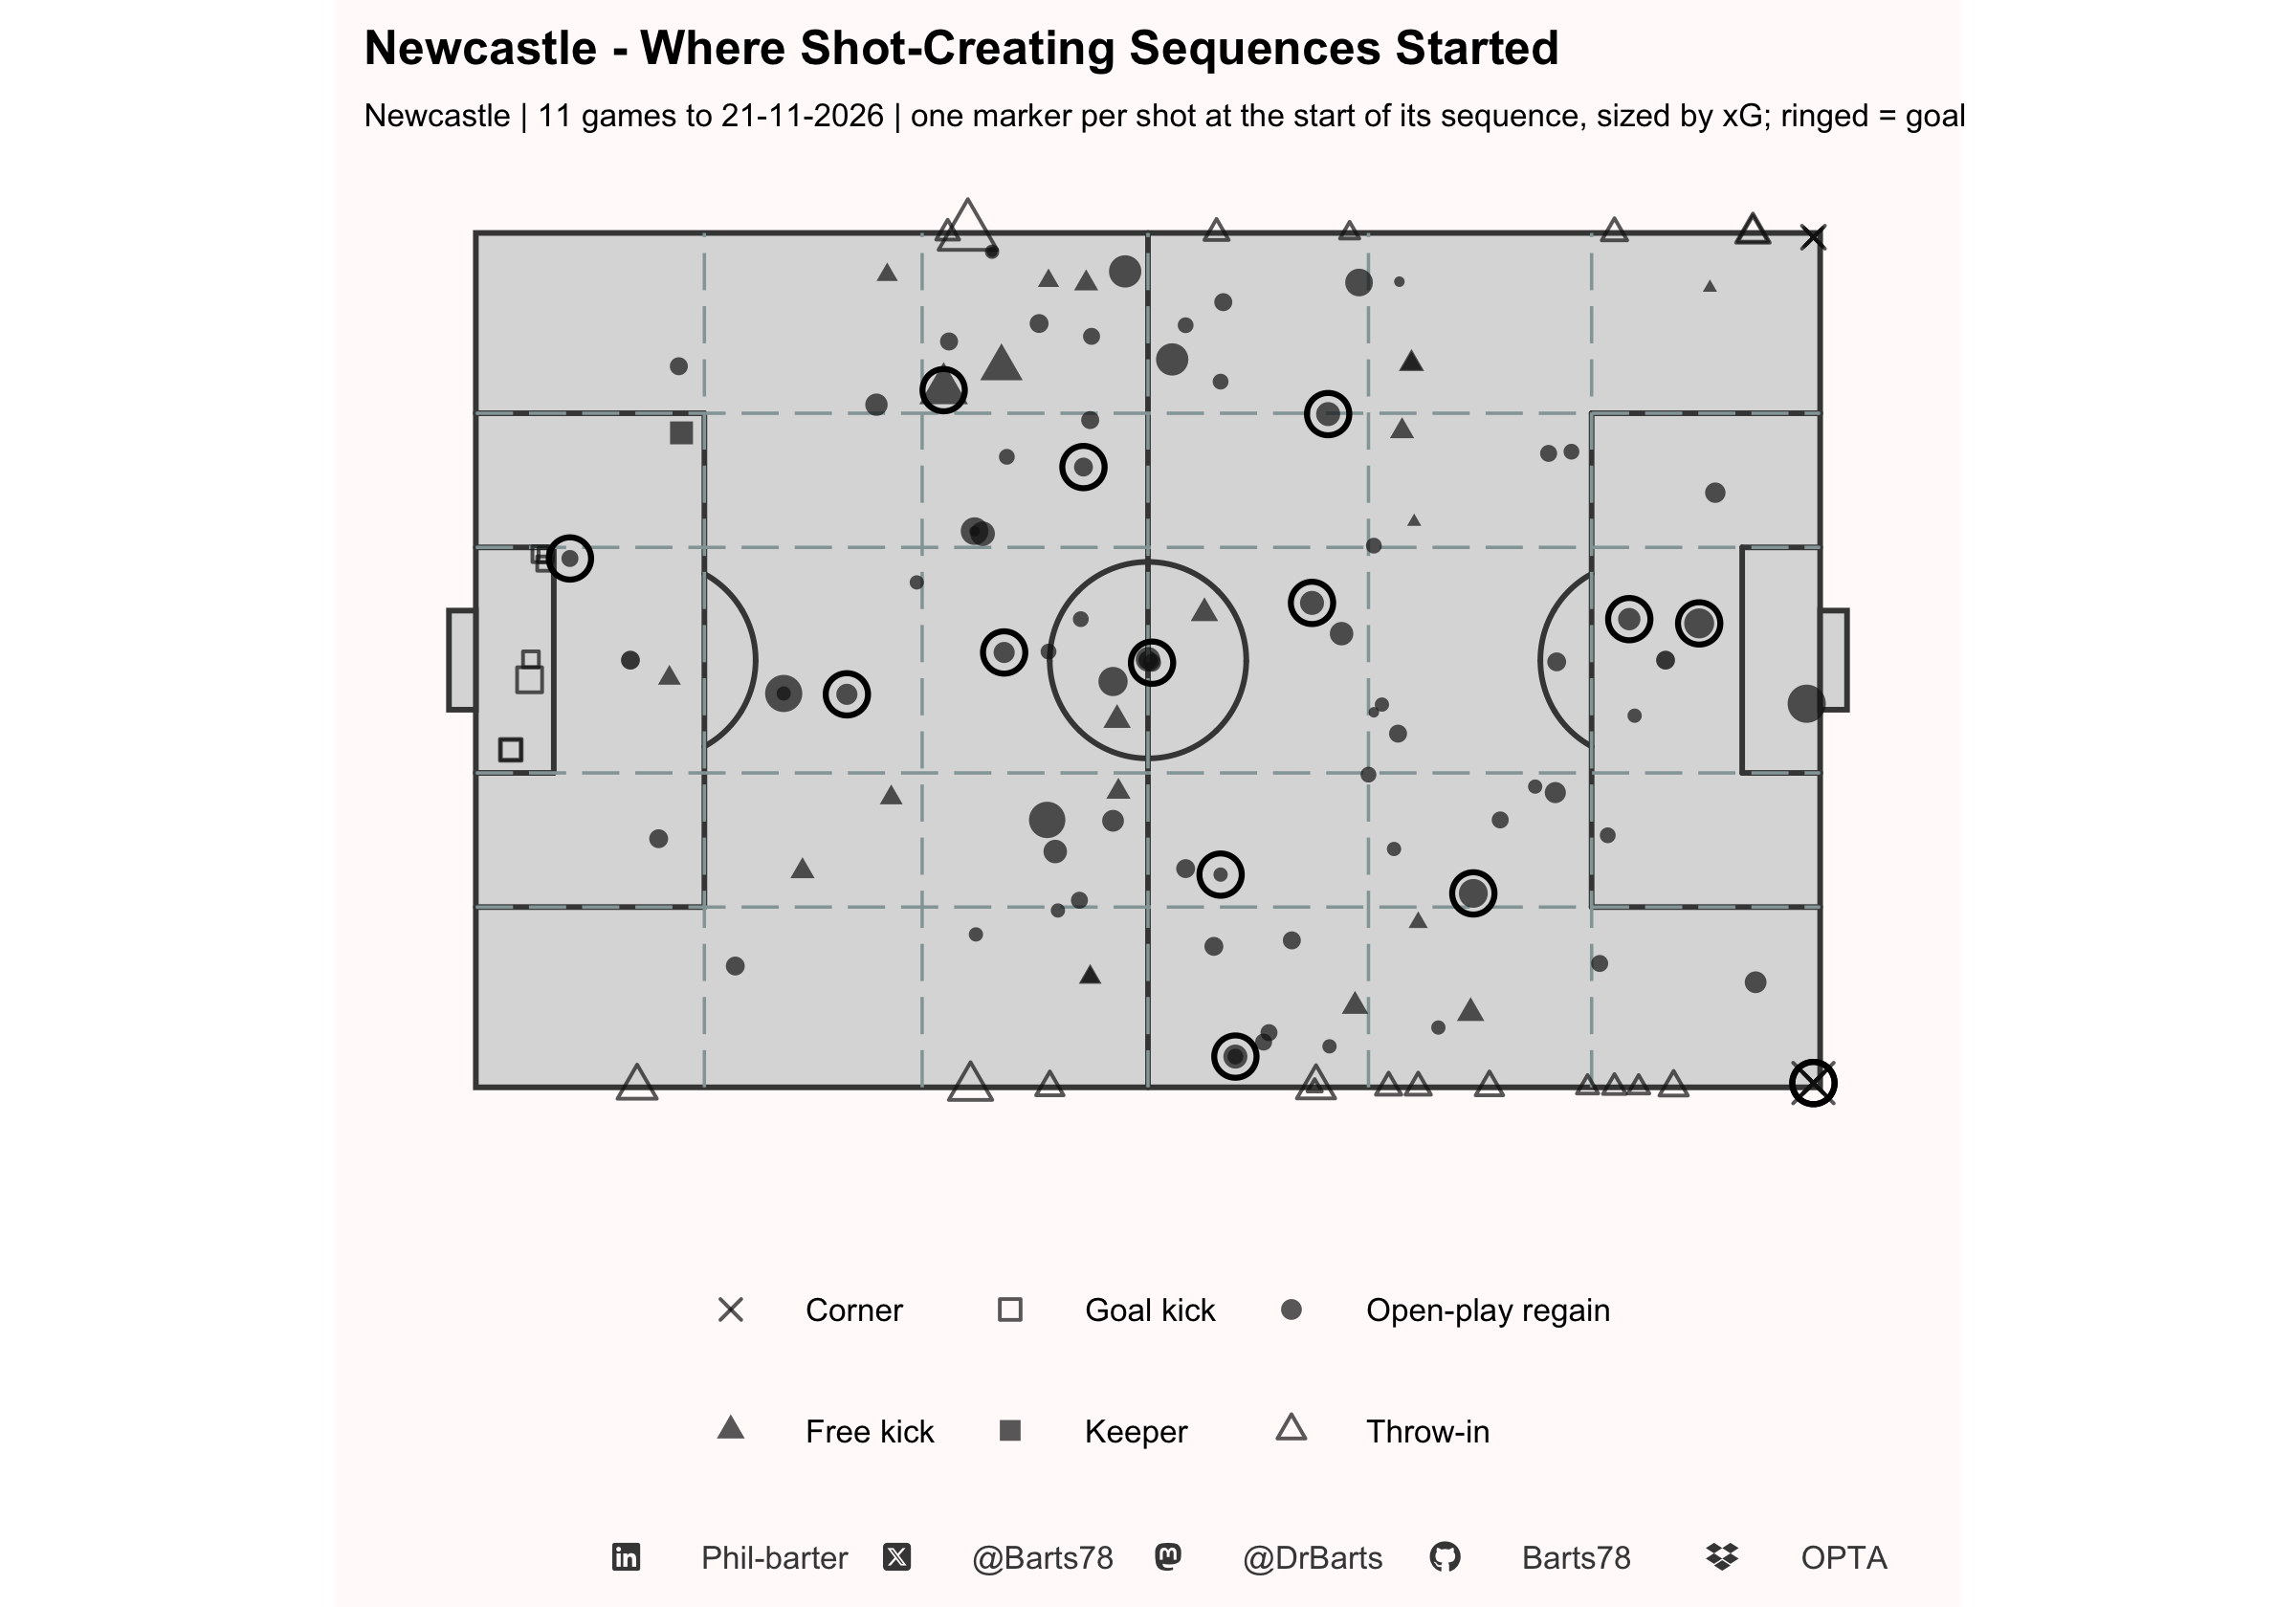 Newcastle - Where Shot-Creating Sequences Started
Newcastle | 11 games to 21-11-2026 | one marker per shot at the start of its sequence, sized by xG; ringed = goal
Corner Goal kick Open-play regain
Free kick Keeper Throw-in
Phil-barter @Barts78 @DrBarts Barts78 OPTA